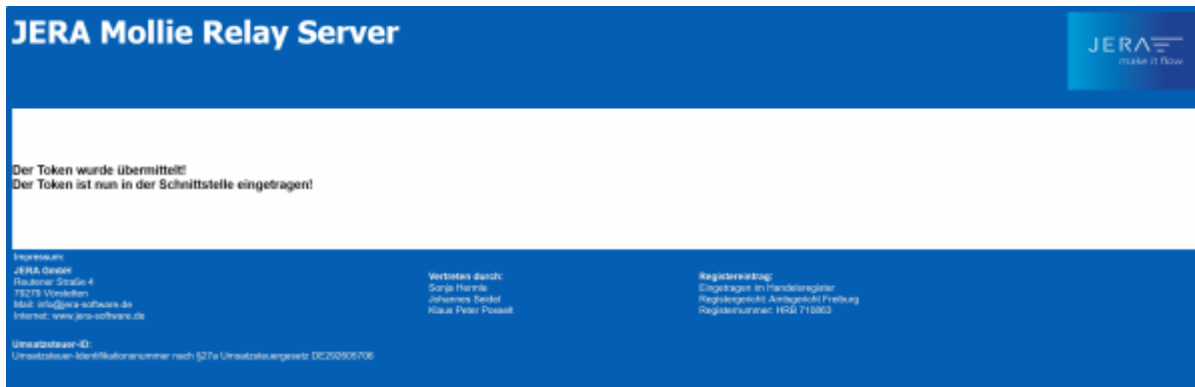 JERA Mollie Relay Server
JERA
make it flow
Der Token wurde übermittelt!
Der Token ist nun in der Schnittstelle eingetragen!
Impressum:
JERA GmbH
Reutener Straße 4
79279 Vörstetten
Mail: info@jera-software.de
Internet: www.jera-software.de
Vertreten durch:
Sonja Hermle
Johannes Seidel
Klaus Peter Posselt
Registereintrag:
Eingetragen im Handelsregister
Registergericht: Amtsgericht Freiburg
Registernummer: HRB 710863
Umsatzsteuer-ID:
Umsatzsteuer-Identifikationsnummer nach §27a Umsatzsteuergesetz